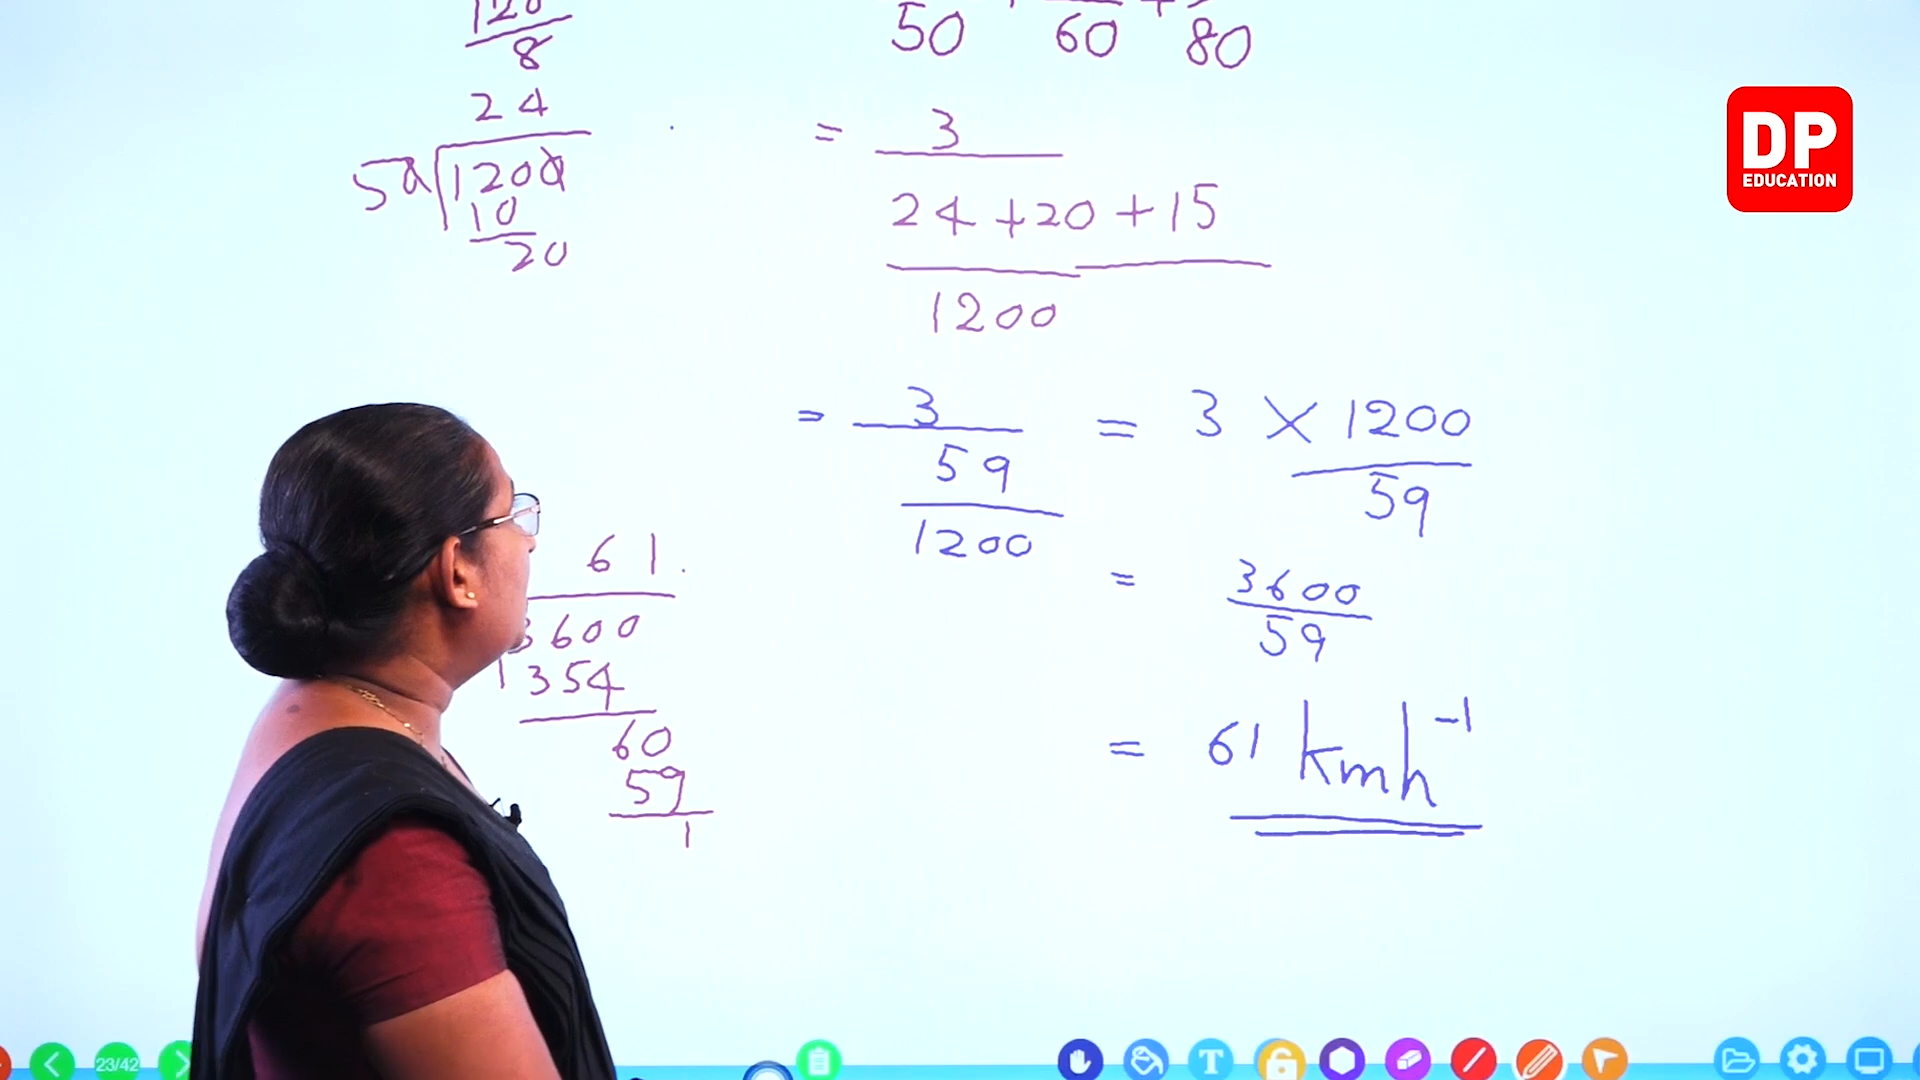 120
8
24
50 1200
10
20
50 + 60 + 80
= 3
24 + 20 + 15
1200
= 3 = 3 × 1200
59 59
1200
= 3600
59
= 61 kmh⁻¹
61.
3600
354
60
59
1
DP
EDUCATION
23/42
T